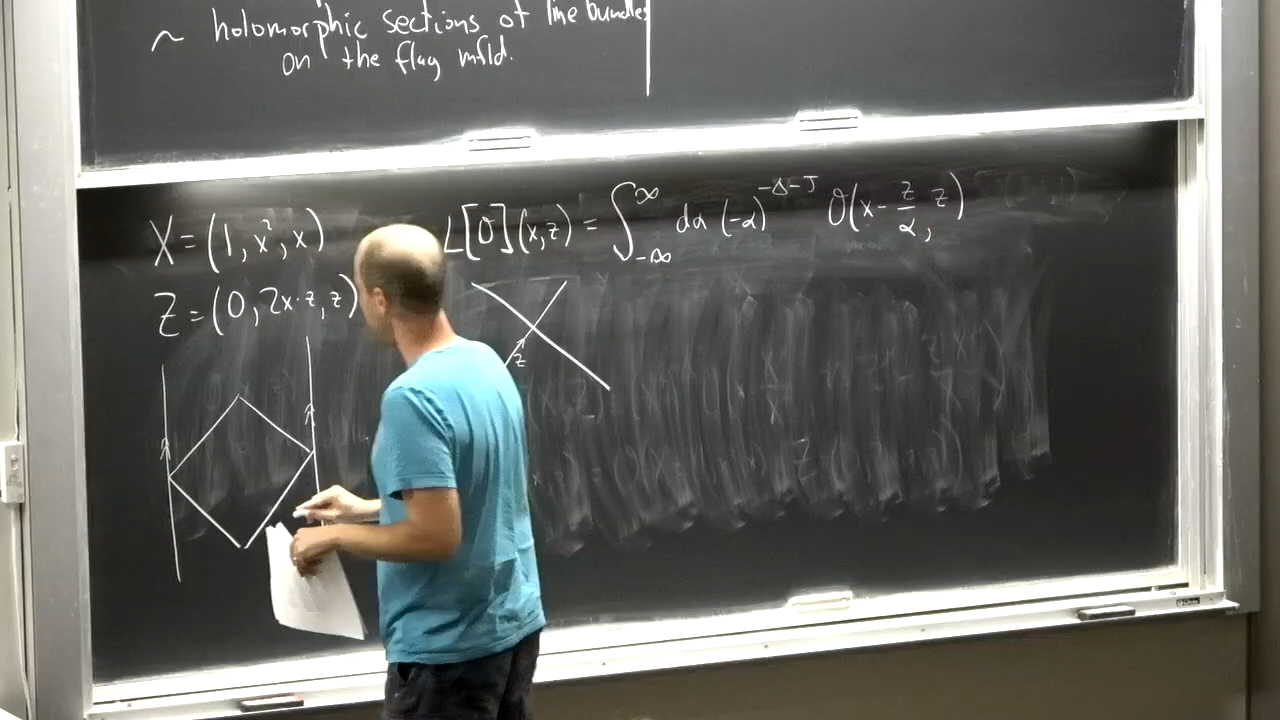 ~ holomorphic sections of line bundles
on the flag mfld.
X = (1, x², x)
Z = (0, 2x·z, z)
L[O](x,z) = ∫_{-∞}^{∞} dα (-α)^{-Δ-J} O(x - z/α, z)
z